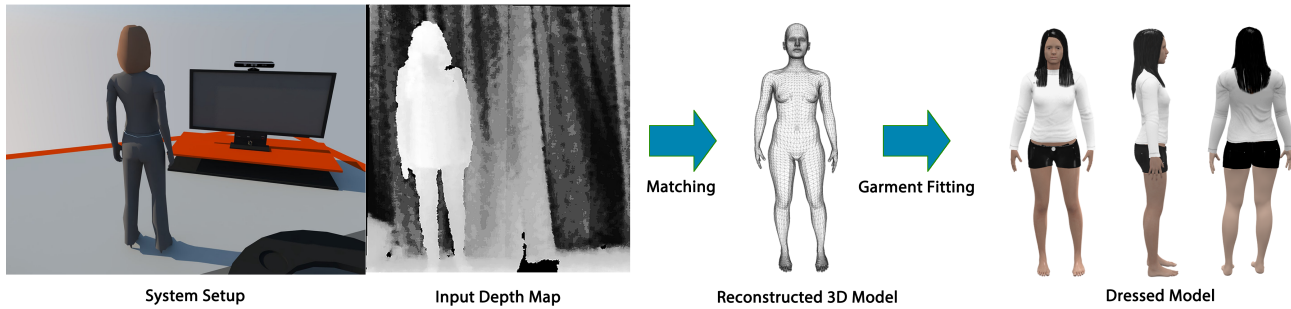 Matching
Garment Fitting
System Setup
Input Depth Map
Reconstructed 3D Model
Dressed Model